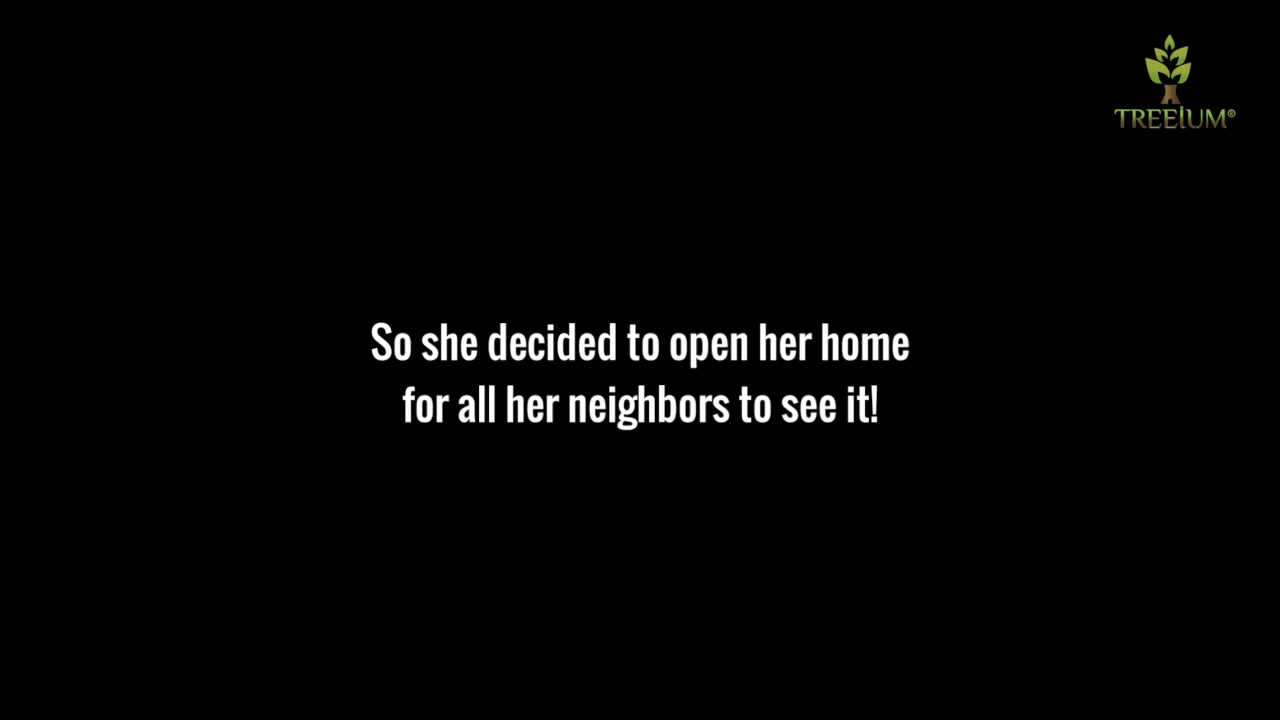 TREEIUM®
So she decided to open her home
for all her neighbors to see it!